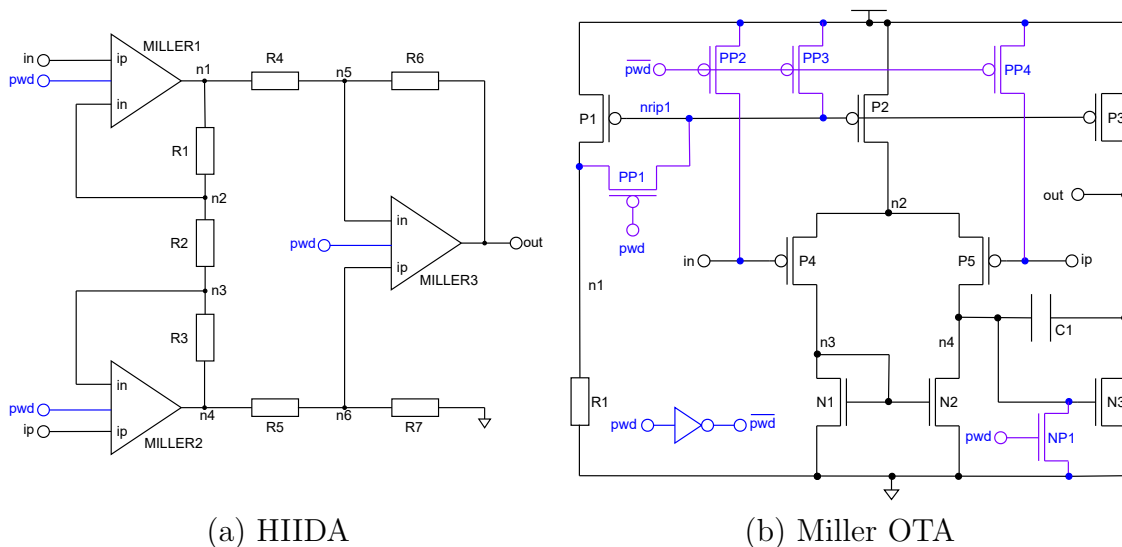 in
pwd
ip
in
MILLER1
n1
R4
n5
R6
R1
n2
R2
n3
R3
pwd
in
ip
MILLER3
out
pwd
ip
in
ip
MILLER2
n4
R5
n6
R7
(a) HIIDA
pwd
PP2
PP3
PP4
P1
nrip1
P2
P3
PP1
pwd
n2
out
in
P4
P5
ip
n1
n3
n4
C1
R1
pwd
pwd
N1
N2
pwd
NP1
N3
(b) Miller OTA